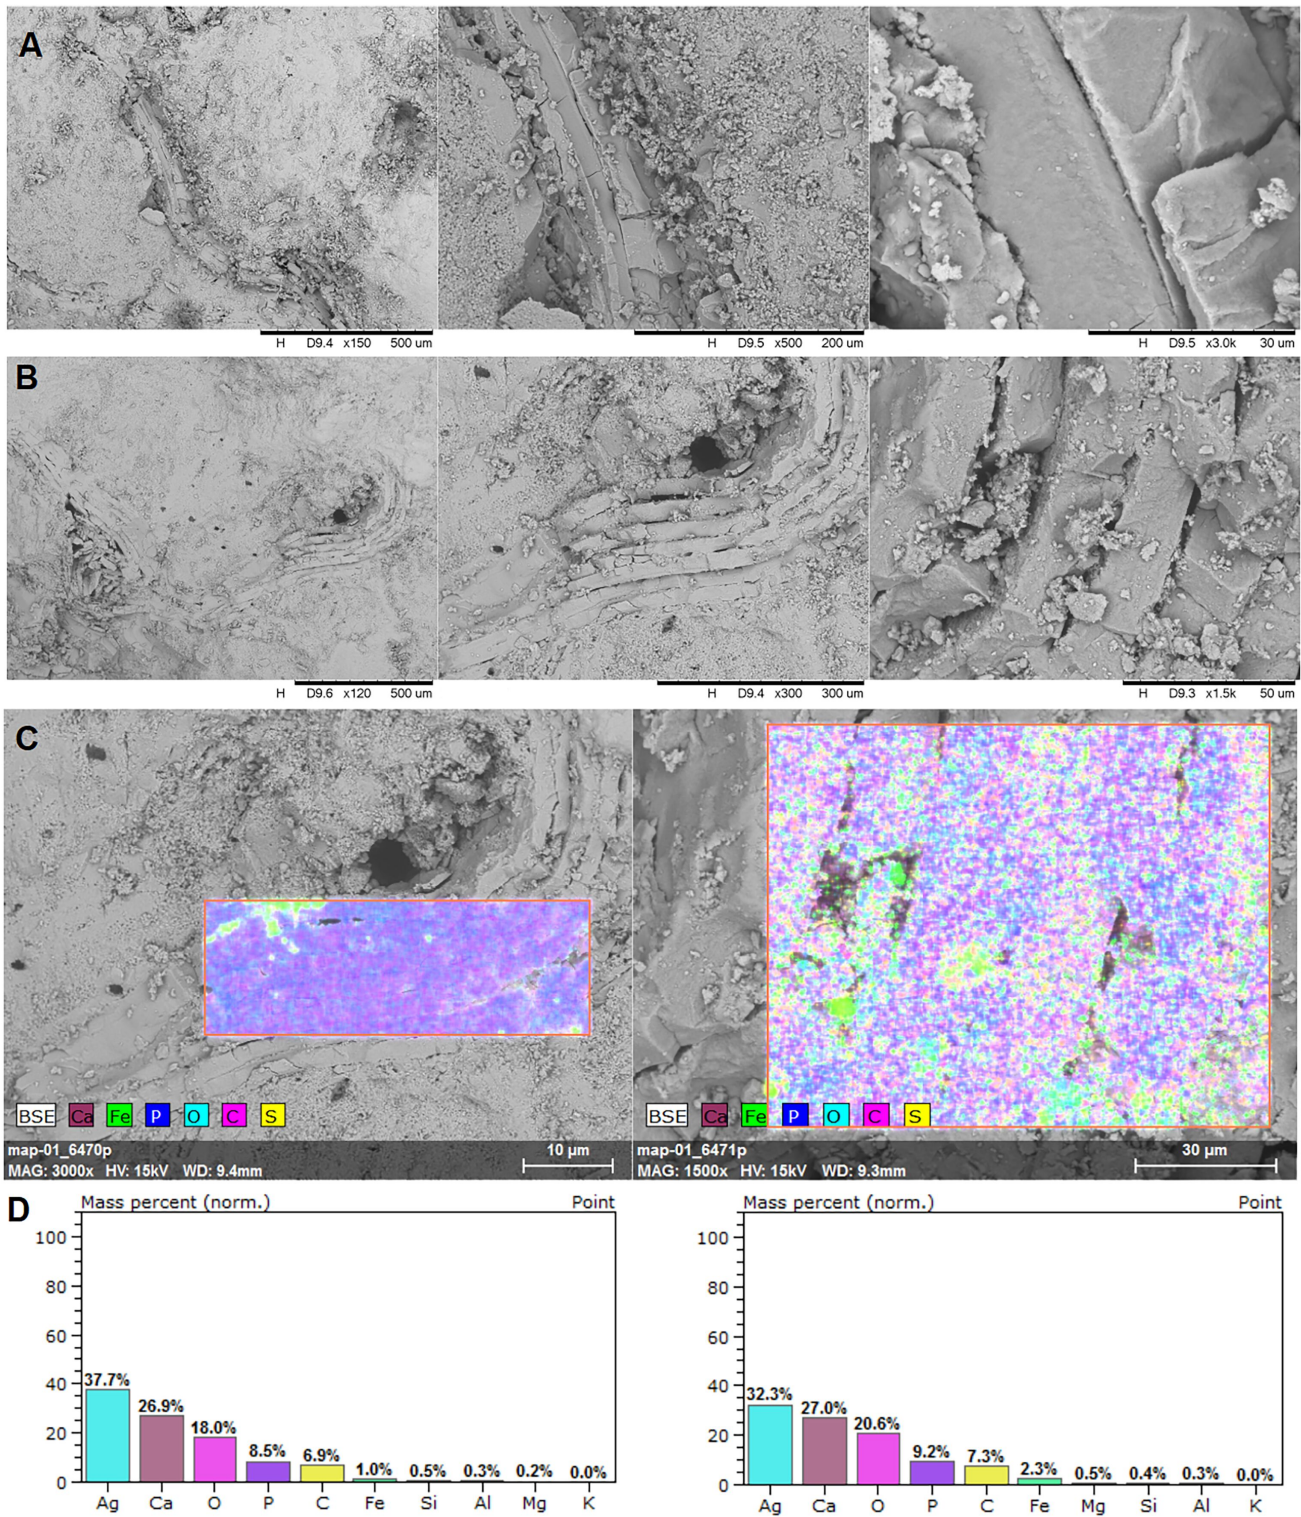 A
H D9.4 x150 500 um
H D9.5 x500 200 um
H D9.5 x3.0k 30 um
B
H D9.6 x120 500 um
H D9.4 x300 300 um
H D9.3 x1.5k 50 um
C
BSE Ca Fe P O C S
map-01_6470p
MAG: 3000x HV: 15kV WD: 9.4mm
10 µm
BSE Ca Fe P O C S
map-01_6471p
MAG: 1500x HV: 15kV WD: 9.3mm
30 µm
D
Mass percent (norm.) Point
100
80
60
40
20
0
37.7% 26.9% 18.0% 8.5% 6.9% 1.0% 0.5% 0.3% 0.2% 0.0%
Ag Ca O P C Fe Si Al Mg K
Mass percent (norm.) Point
100
80
60
40
20
0
32.3% 27.0% 20.6% 9.2% 7.3% 2.3% 0.5% 0.4% 0.3% 0.0%
Ag Ca O P C Fe Mg Si Al K